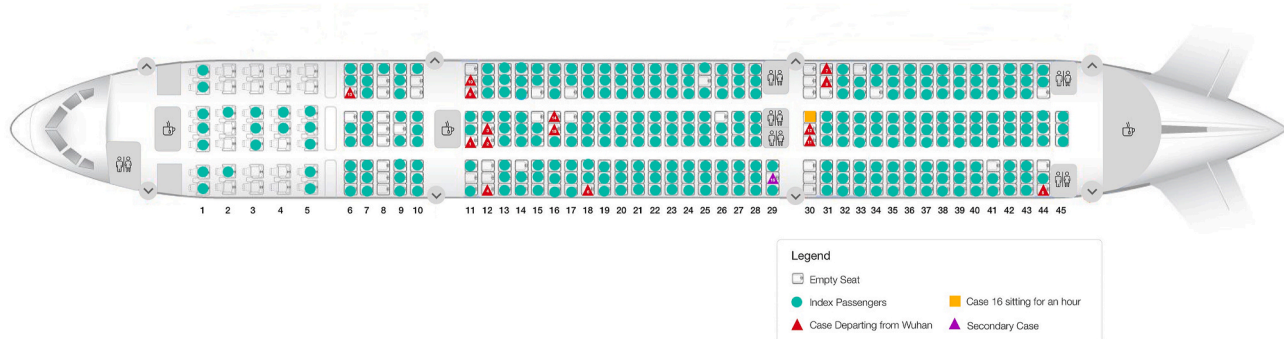 1 2 3 4 5 6 7 8 9 10 11 12 13 14 15 16 17 18 19 20 21 22 23 24 25 26 27 28 29 30 31 32 33 34 35 36 37 38 39 40 41 42 43 44 45
Legend
Empty Seat
Index Passengers
Case 16 sitting for an hour
Case Departing from Wuhan
Secondary Case